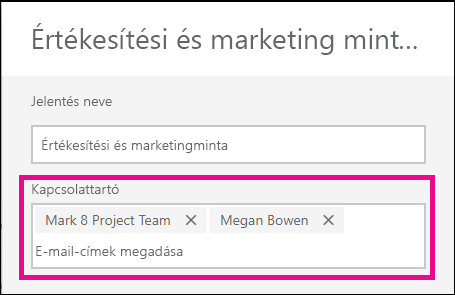 Értékesítési és marketing mint...
Jelentés neve
Értékesítési és marketingminta
Kapcsolattartó
Mark 8 Project Team × Megan Bowen ×
E-mail-címek megadása